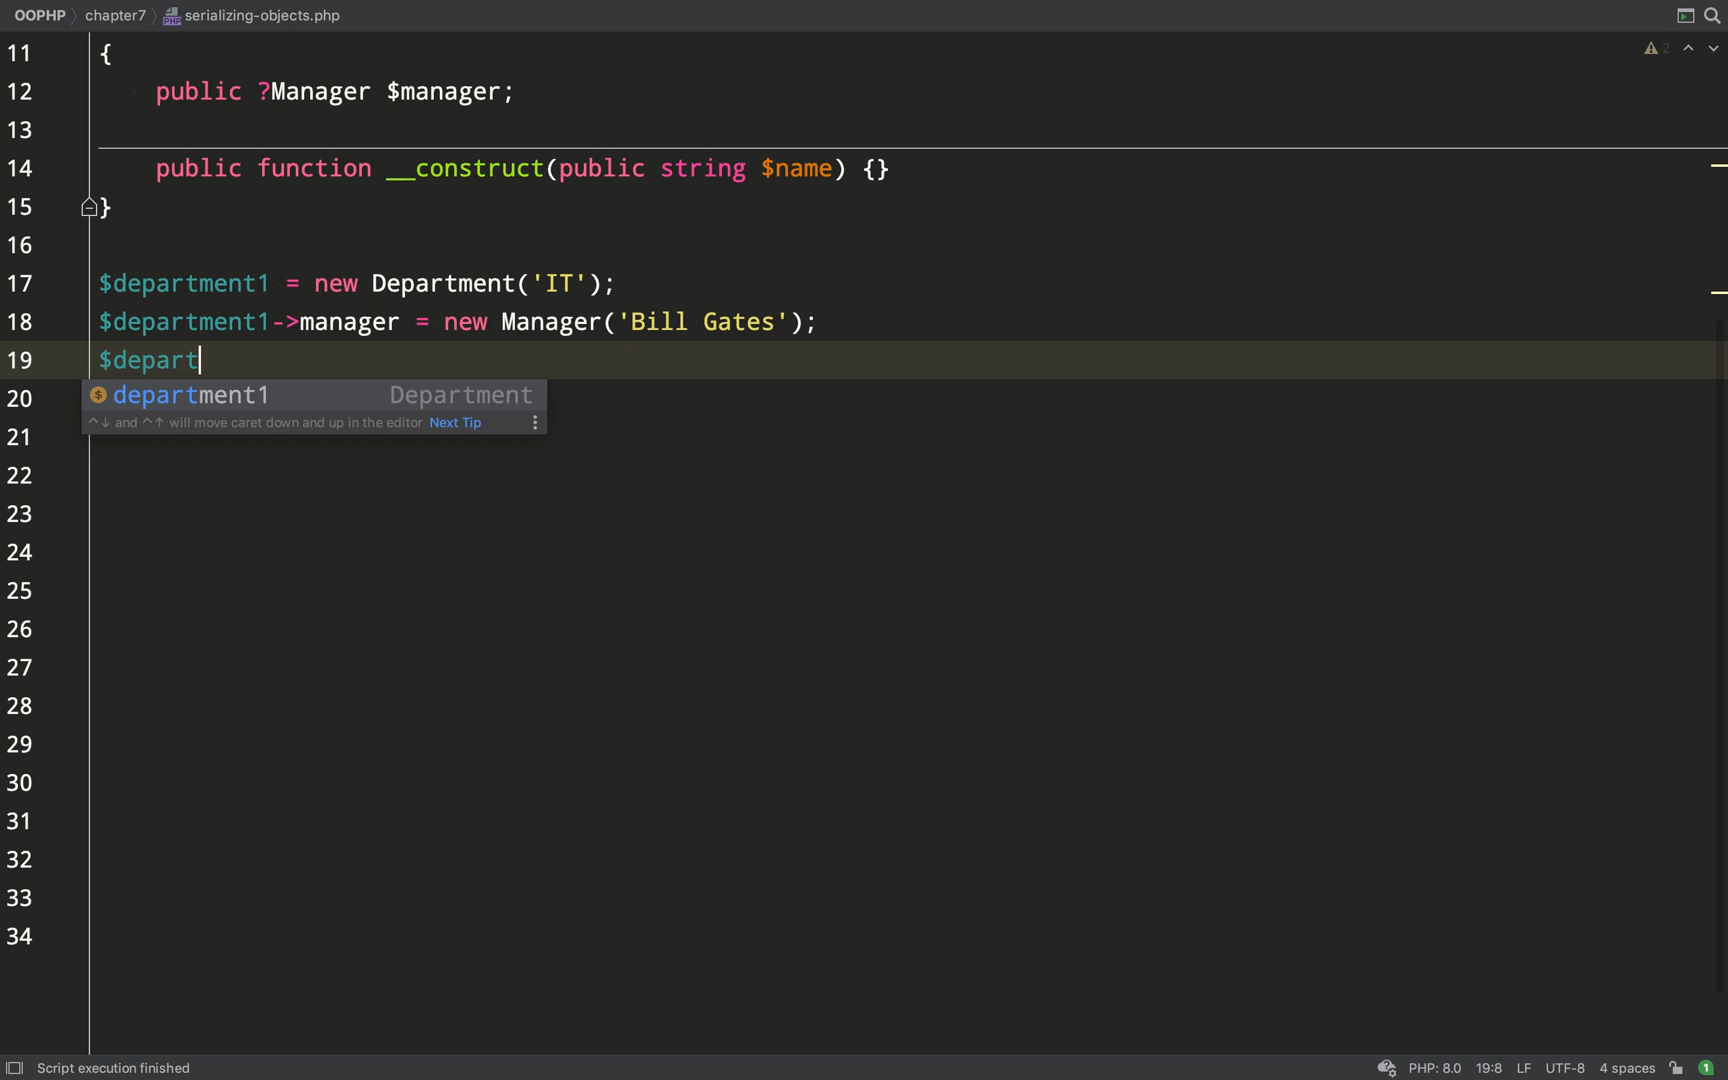 OOPHP chapter7 serializing-objects.php
11 {
2
12 public ?Manager $manager;
13
14 public function __construct(public string $name) {}
15 }
16
17 $department1 = new Department('IT');
18 $department1->manager = new Manager('Bill Gates');
19 $depart
20 department1 Department
^↓ and ^↑ will move caret down and up in the editor Next Tip
21
22
23
24
25
26
27
28
29
30
31
32
33
34
Script execution finished PHP: 8.0 19:8 LF UTF-8 4 spaces 1